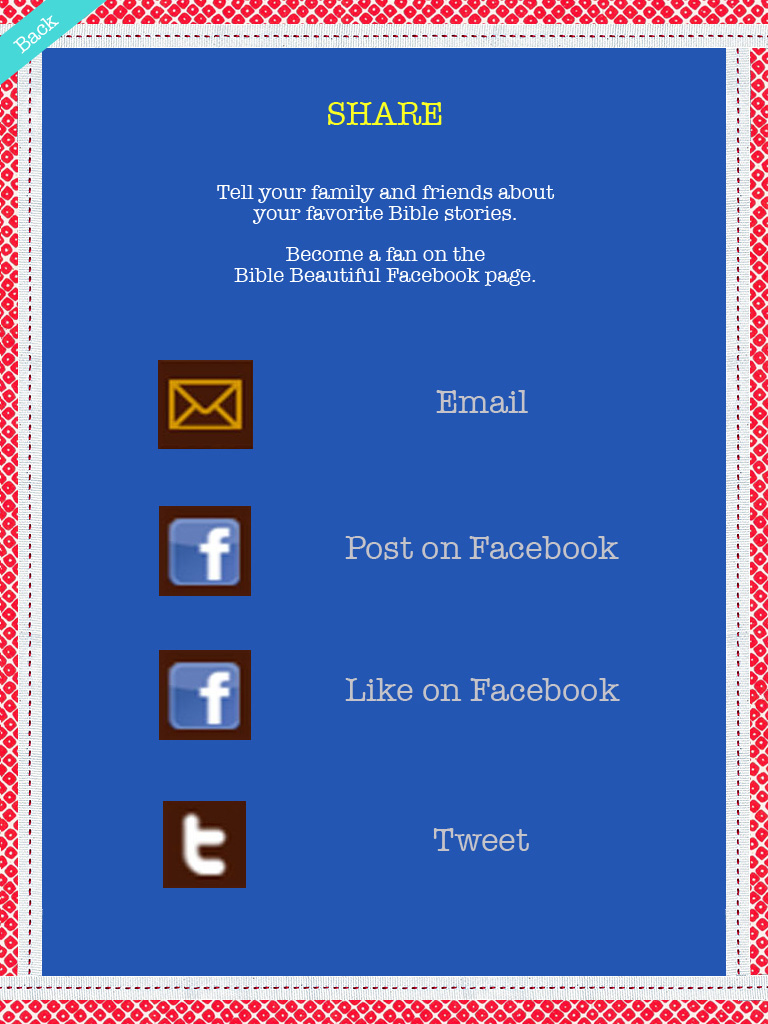 Back
SHARE
Tell your family and friends about
your favorite Bible stories.
Become a fan on the
Bible Beautiful Facebook page.
Email
f
Post on Facebook
f
Like on Facebook
t
Tweet